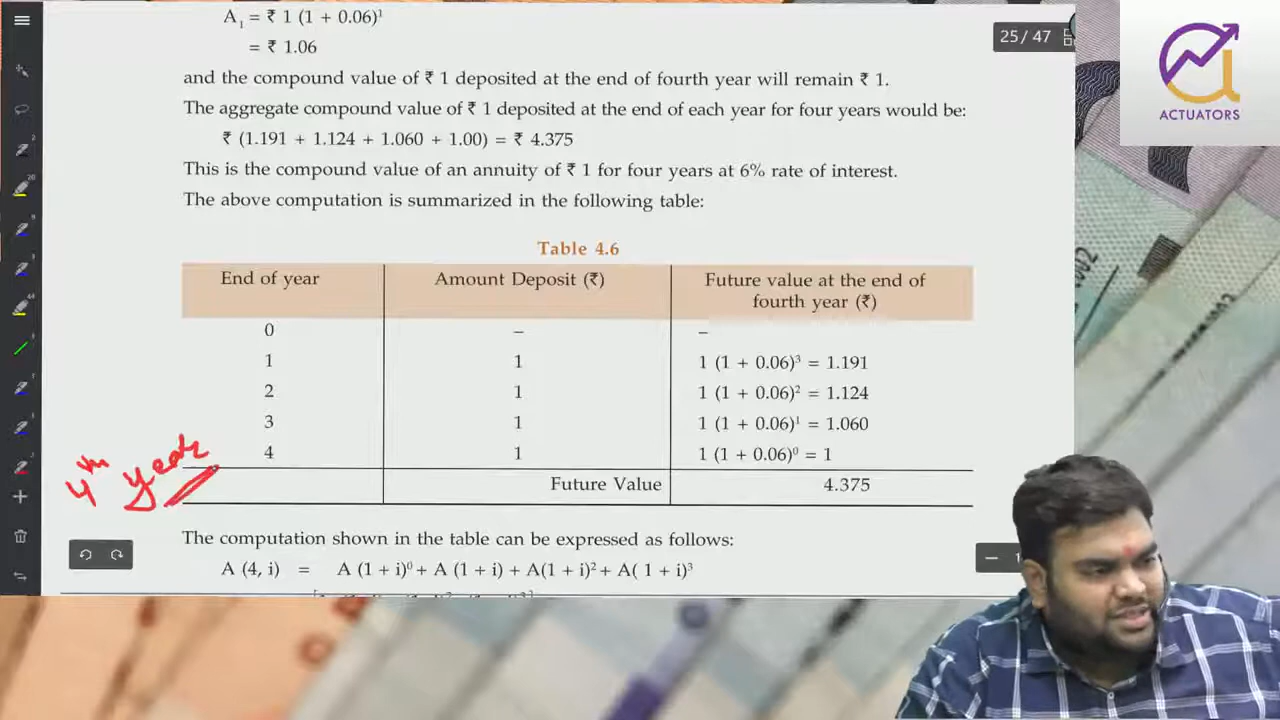 A₁ = ₹ 1 (1 + 0.06)¹
= ₹ 1.06
25 / 47
and the compound value of ₹ 1 deposited at the end of fourth year will remain ₹ 1.
The aggregate compound value of ₹ 1 deposited at the end of each year for four years would be:
₹ (1.191 + 1.124 + 1.060 + 1.00) = ₹ 4.375
This is the compound value of an annuity of ₹ 1 for four years at 6% rate of interest.
The above computation is summarized in the following table:
ACTUATORS
Table 4.6
End of year Amount Deposit (₹) Future value at the end of
fourth year (₹)
0 – –
1 1 1 (1 + 0.06)³ = 1.191
2 1 1 (1 + 0.06)² = 1.124
3 1 1 (1 + 0.06)¹ = 1.060
4 1 1 (1 + 0.06)⁰ = 1
Future Value 4.375
4th year
The computation shown in the table can be expressed as follows:
A (4, i) = A (1 + i)⁰ + A (1 + i) + A(1 + i)² + A( 1 + i)³